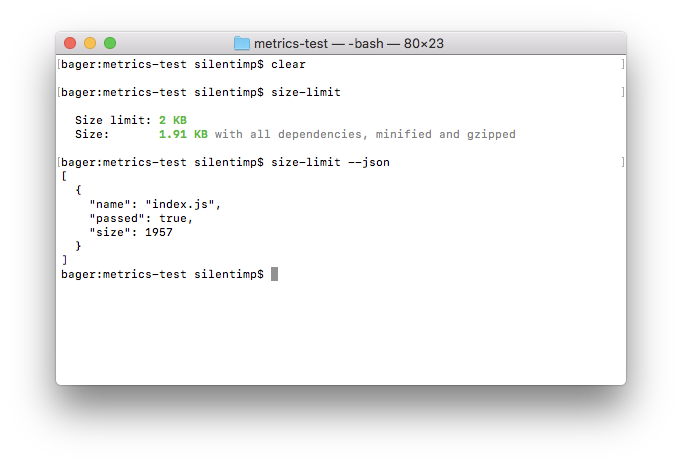 metrics-test — -bash — 80×23
[bager:metrics-test silentimp$ clear ]
[bager:metrics-test silentimp$ size-limit ]
Size limit: 2 KB
Size: 1.91 KB with all dependencies, minified and gzipped
[bager:metrics-test silentimp$ size-limit --json ]
[
{
"name": "index.js",
"passed": true,
"size": 1957
}
]
bager:metrics-test silentimp$